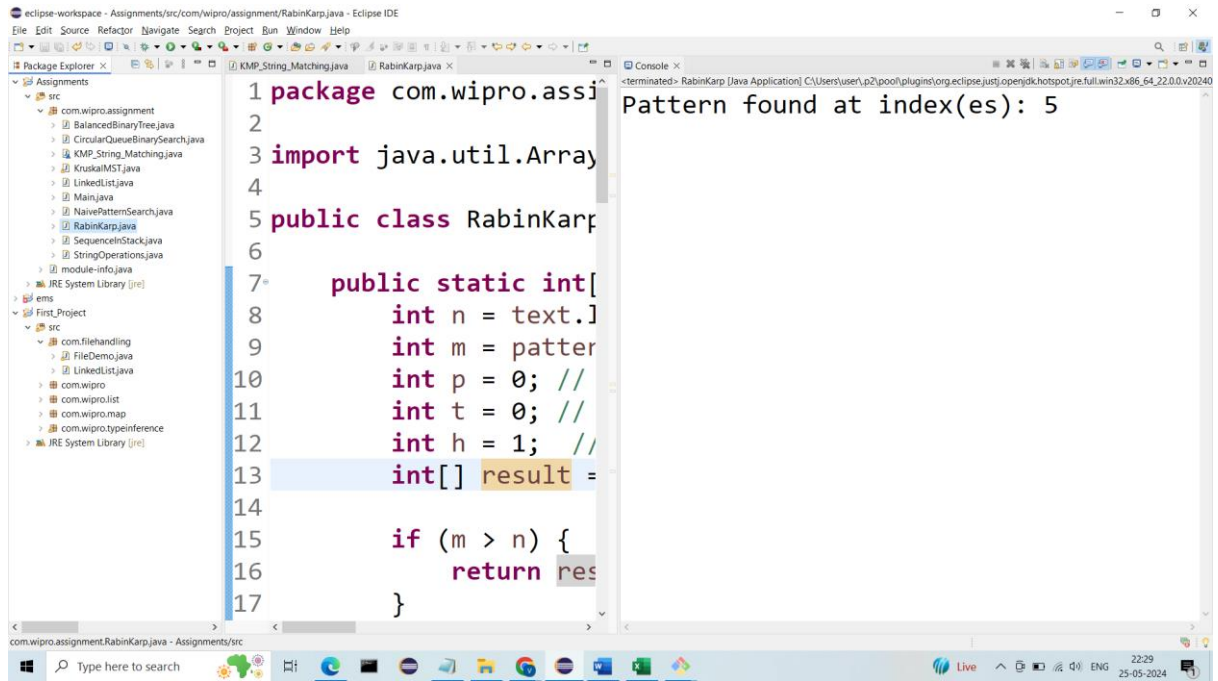 eclipse-workspace - Assignments/src/com/wipro/assignment/RabinKarp.java - Eclipse IDE
File Edit Source Refactor Navigate Search Project Run Window Help
Package Explorer
Assignments
src
com.wipro.assignment
BalancedBinaryTree.java
CircularQueueBinarySearch.java
KMP_String_Matching.java
KruskalMST.java
LinkedList.java
Main.java
NaivePatternSearch.java
RabinKarp.java
SequenceInStack.java
StringOperations.java
module-info.java
JRE System Library [jre]
ems
First_Project
src
com.filehandling
FileDemo.java
LinkedList.java
com.wipro
com.wipro.list
com.wipro.map
com.wipro.typeinference
JRE System Library [jre]
KMP_String_Matching.java RabinKarp.java
1 package com.wipro.assi
2
3 import java.util.Array
4
5 public class RabinKarp
6
7 public static int[
8 int n = text.l
9 int m = patter
10 int p = 0; //
11 int t = 0; //
12 int h = 1; //
13 int[] result =
14
15 if (m > n) {
16 return res
17 }
Console
<terminated> RabinKarp [Java Application] C:\Users\user\.p2\pool\plugins\org.eclipse.justj.openjdk.hotspot.jre.full.win32.x86_64_22.0.0.v20240
Pattern found at index(es): 5
com.wipro.assignment.RabinKarp.java - Assignments/src
Type here to search
Live
ENG
22:29
25-05-2024